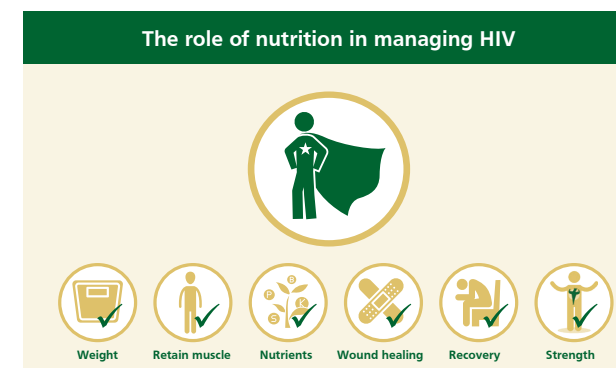 The role of nutrition in managing HIV
P
B
K
S
Weight
Retain muscle
Nutrients
Wound healing
Recovery
Strength